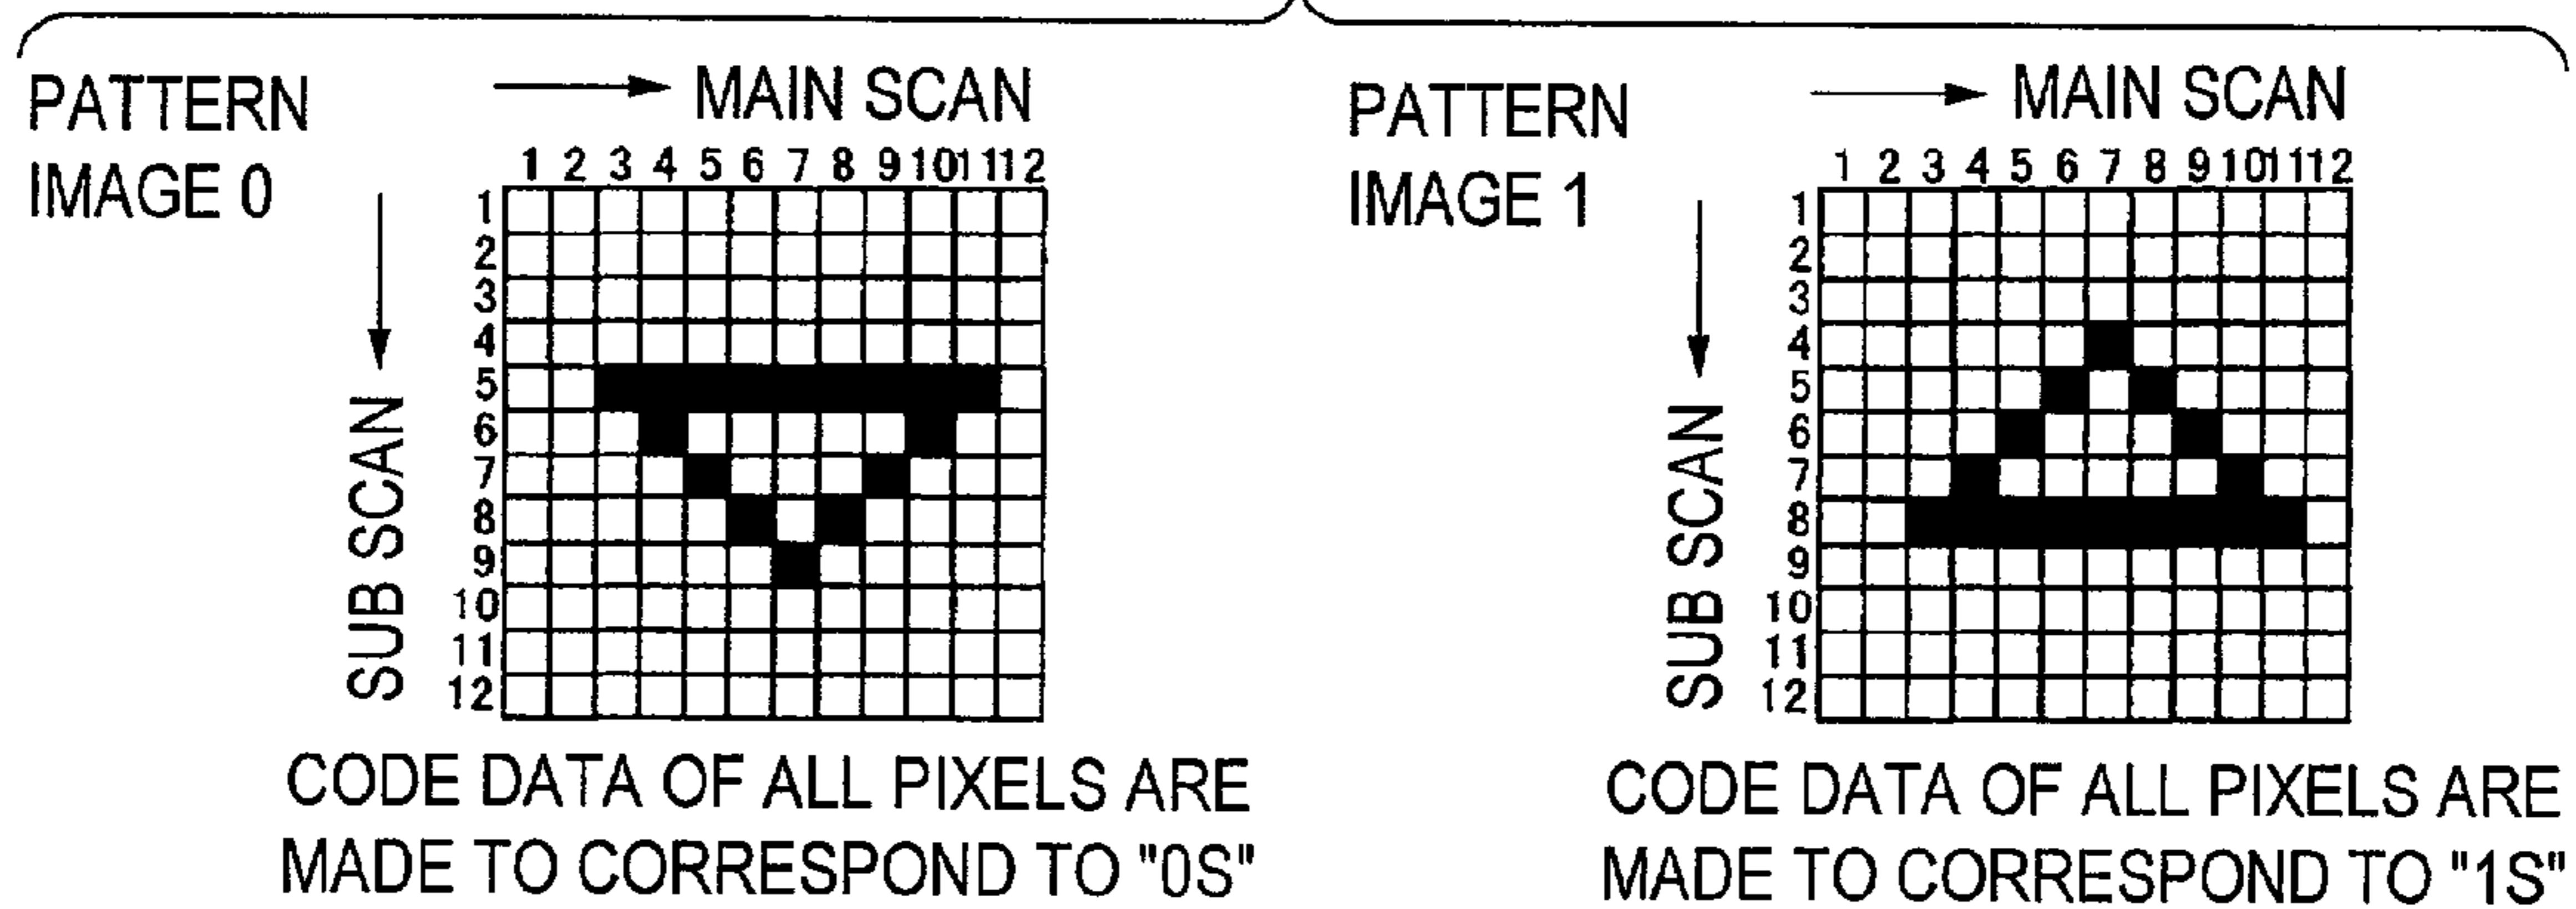 PATTERN
IMAGE 0
MAIN SCAN
1 2 3 4 5 6 7 8 9 10 11 12
1
2
3
4
5
6
7
8
9
10
11
12
SUB SCAN
CODE DATA OF ALL PIXELS ARE
MADE TO CORRESPOND TO "0S"
PATTERN
IMAGE 1
MAIN SCAN
1 2 3 4 5 6 7 8 9 10 11 12
1
2
3
4
5
6
7
8
9
10
11
12
SUB SCAN
CODE DATA OF ALL PIXELS ARE
MADE TO CORRESPOND TO "1S"